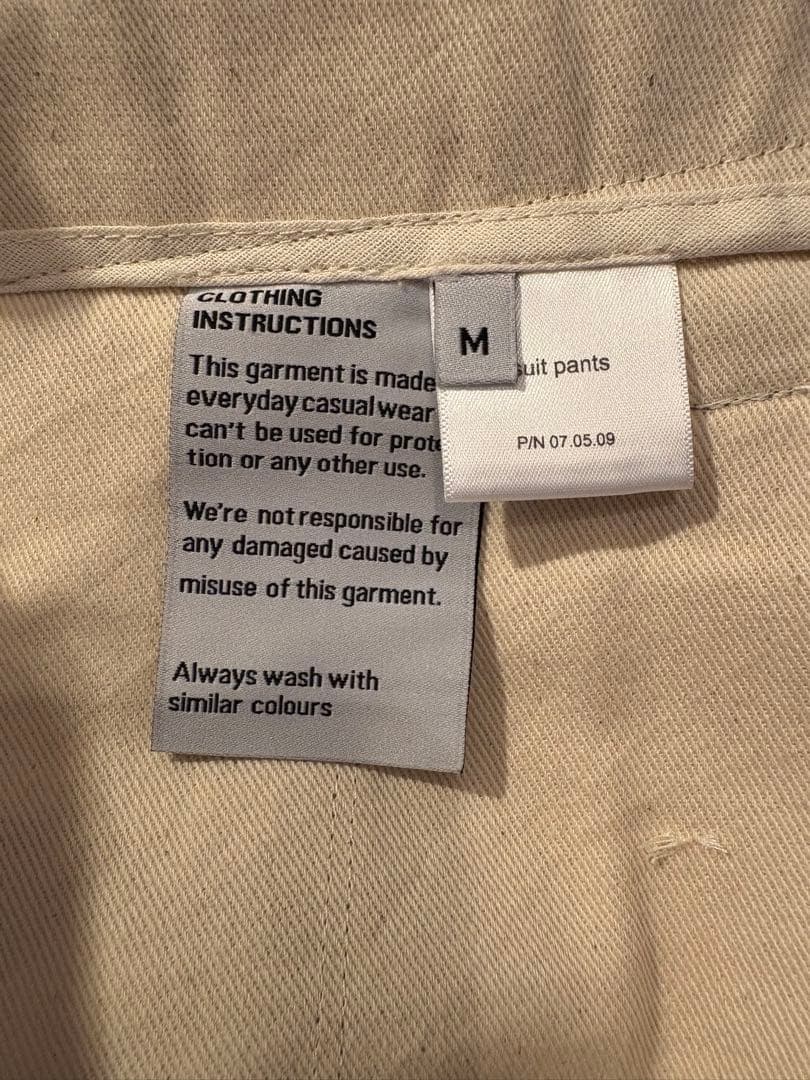 CLOTHING
INSTRUCTIONS
This garment is made
everyday casual wear
can't be used for prote
tion or any other use.
We're not responsible for
any damaged caused by
misuse of this garment.
Always wash with
similar colours
M
suit pants
P/N 07.05.09